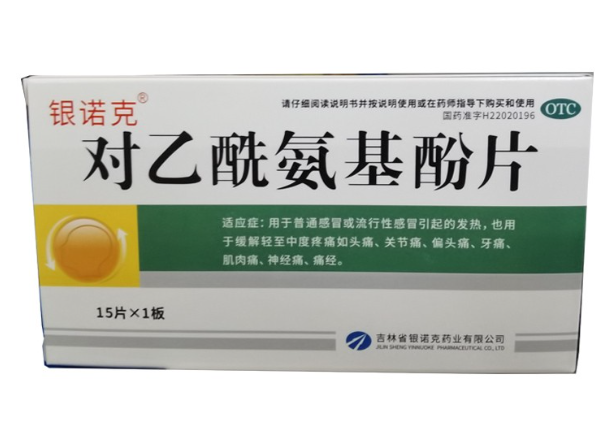 银诺克®
请仔细阅读说明书并按说明使用或在药师指导下购买和使用
国药准字H22020196
OTC
对乙酰氨基酚片
适应症：用于普通感冒或流行性感冒引起的发热，也用
于缓解轻至中度疼痛如头痛、关节痛、偏头痛、牙痛、
肌肉痛、神经痛、痛经。
15片×1板
吉林省银诺克药业有限公司
JILIN SHENG YINNUOKE PHARMACEUTICAL CO., LTD